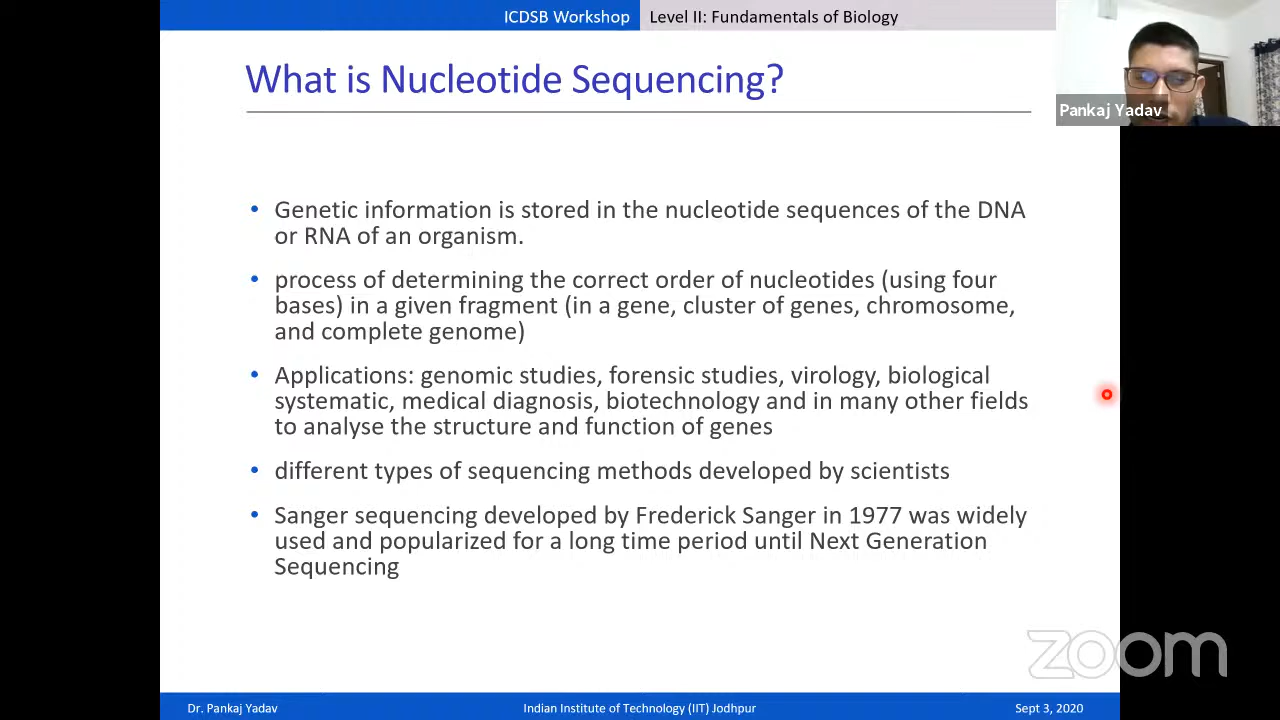 ICDSB Workshop Level II: Fundamentals of Biology
What is Nucleotide Sequencing?
Pankaj Yadav
• Genetic information is stored in the nucleotide sequences of the DNA
or RNA of an organism.
• process of determining the correct order of nucleotides (using four
bases) in a given fragment (in a gene, cluster of genes, chromosome,
and complete genome)
• Applications: genomic studies, forensic studies, virology, biological
systematic, medical diagnosis, biotechnology and in many other fields
to analyse the structure and function of genes
• different types of sequencing methods developed by scientists
• Sanger sequencing developed by Frederick Sanger in 1977 was widely
used and popularized for a long time period until Next Generation
Sequencing
zoom
Dr. Pankaj Yadav Indian Institute of Technology (IIT) Jodhpur Sept 3, 2020